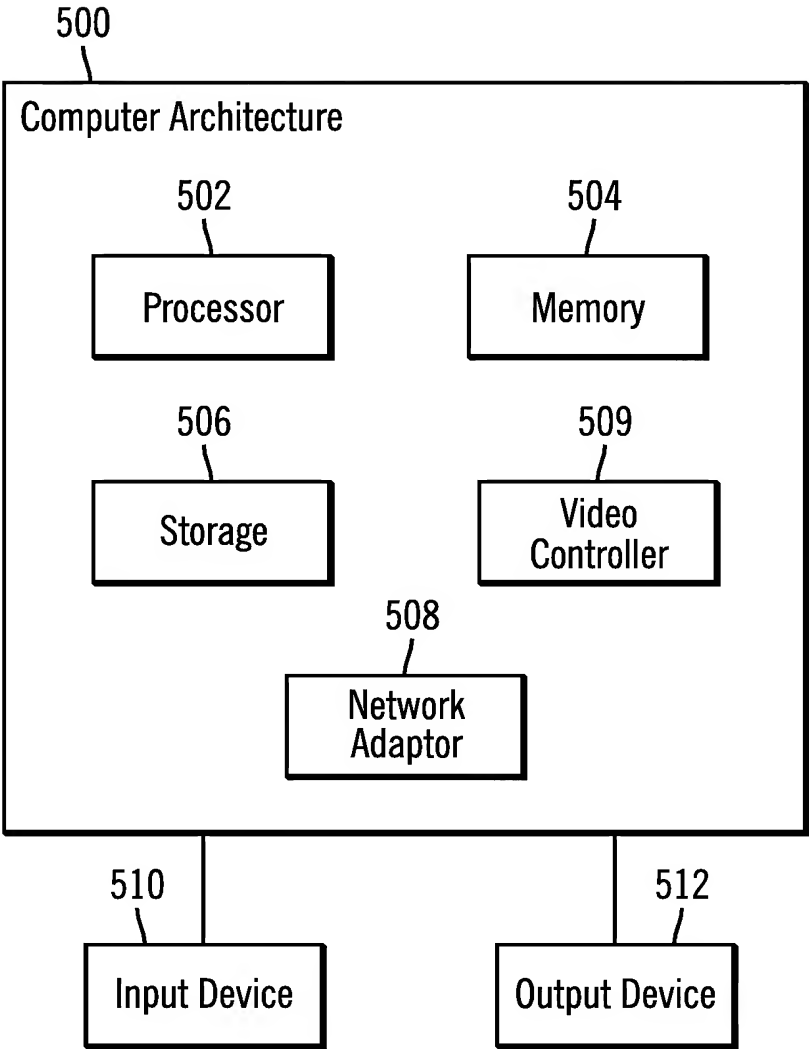 500
Computer Architecture
502
504
Processor
Memory
506
509
Storage
Video
Controller
508
Network
Adaptor
510
512
Input Device
Output Device